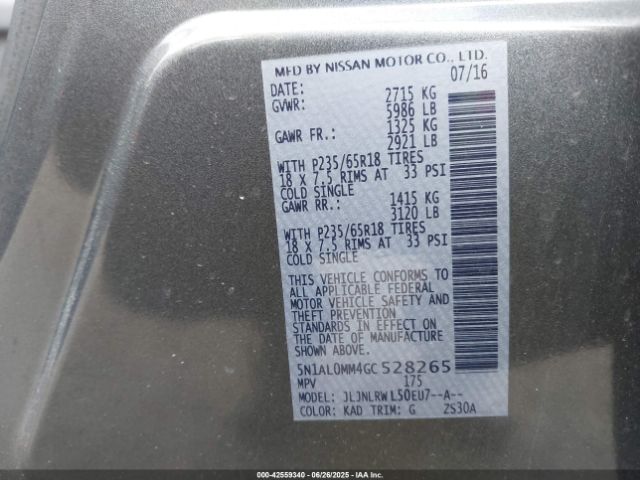 MFD BY NISSAN MOTOR CO., LTD.
DATE: 07/16
GVWR: 2715 KG
5986 LB
GAWR FR.: 1325 KG
2921 LB
WITH P235/65R18 TIRES
18 X 7.5 RIMS AT 33 PSI
COLD SINGLE
GAWR RR.: 1415 KG
3120 LB
WITH P235/65R18 TIRES
18 X 7.5 RIMS AT 33 PSI
COLD SINGLE
THIS VEHICLE CONFORMS TO
ALL APPLICABLE FEDERAL
MOTOR VEHICLE SAFETY AND
THEFT PREVENTION
STANDARDS IN EFFECT ON
THE DATE OF MANUFACTURE
SHOWN ABOVE.
5N1AL0MM4GC528265
MPV 175
MODEL: JLJNLRWL50EU7--A--
COLOR: KAD TRIM: G ZS30A
000-42559340 | 06/26/2025 | IAA, Inc.